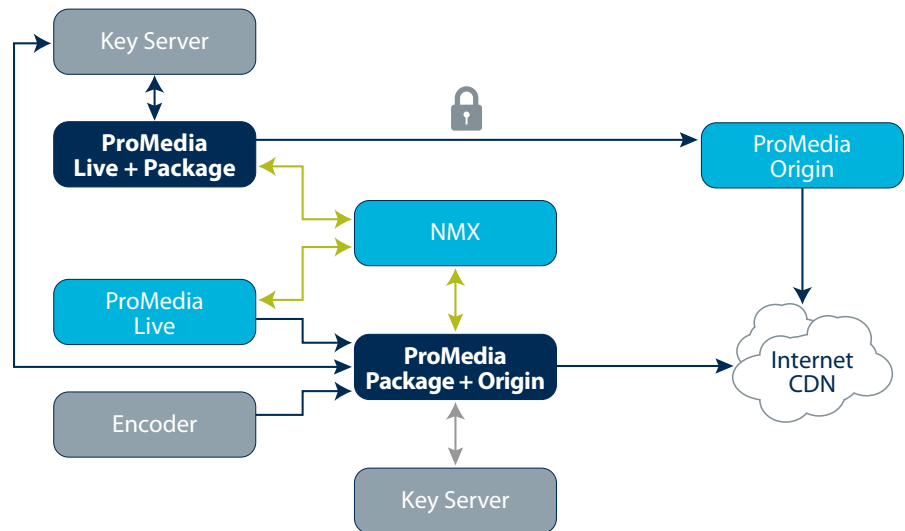 Key Server
ProMedia
Live + Package
ProMedia
Origin
NMX
ProMedia
Live
ProMedia
Package + Origin
Internet
CDN
Encoder
Key Server